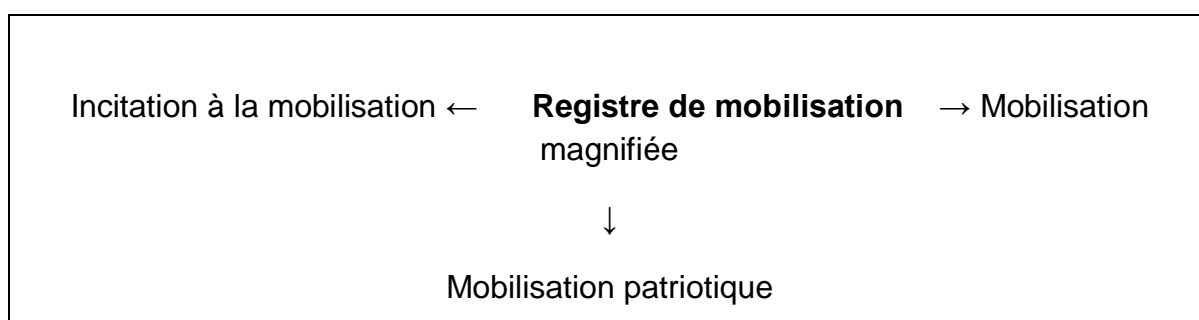 Incitation à la mobilisation ← Registre de mobilisation → Mobilisation
magnifiée
↓
Mobilisation patriotique